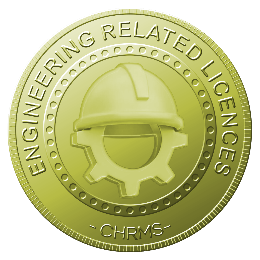 ENGINEERING RELATED LICENCES
- CHRMS -